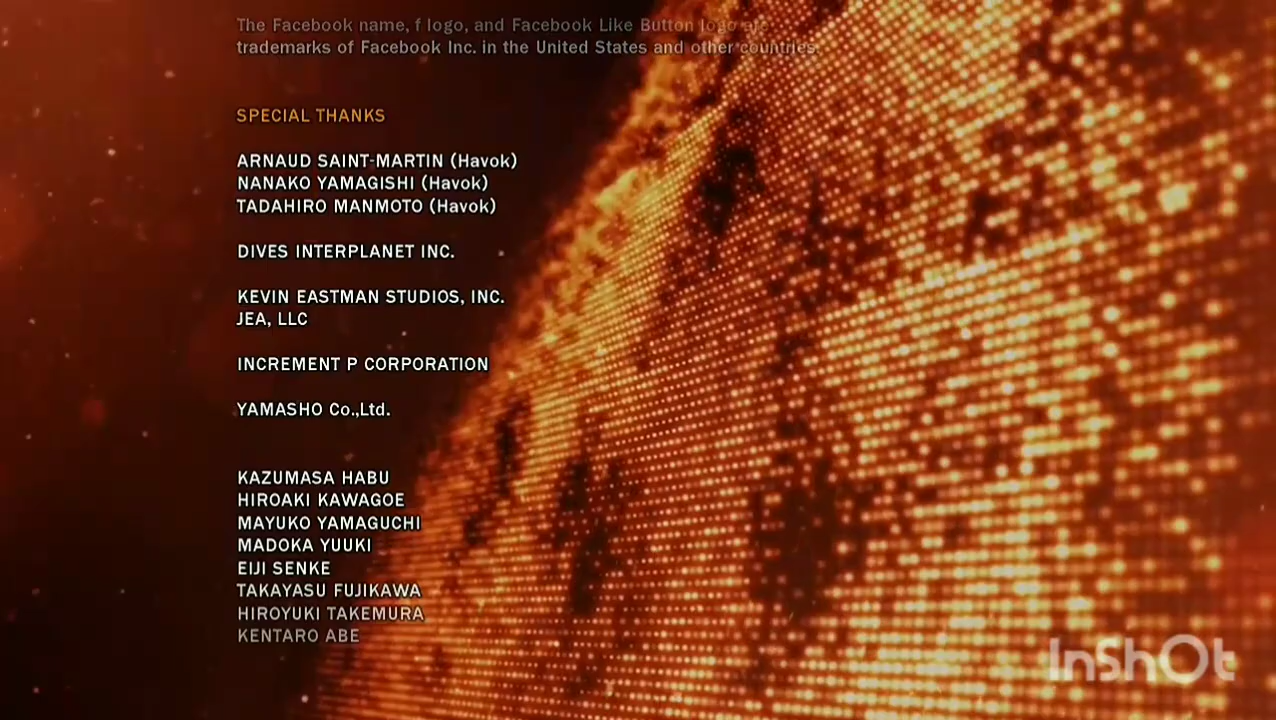 The Facebook name, f logo, and Facebook Like Button logo are
trademarks of Facebook Inc. in the United States and other countries.
SPECIAL THANKS
ARNAUD SAINT-MARTIN (Havok)
NANAKO YAMAGISHI (Havok)
TADAHIRO MANMOTO (Havok)
DIVES INTERPLANET INC.
KEVIN EASTMAN STUDIOS, INC.
JEA, LLC
INCREMENT P CORPORATION
YAMASHO Co.,Ltd.
KAZUMASA HABU
HIROAKI KAWAGOE
MAYUKO YAMAGUCHI
MADOKA YUUKI
EIJI SENKE
TAKAYASU FUJIKAWA
HIROYUKI TAKEMURA
KENTARO ABE
InShOt